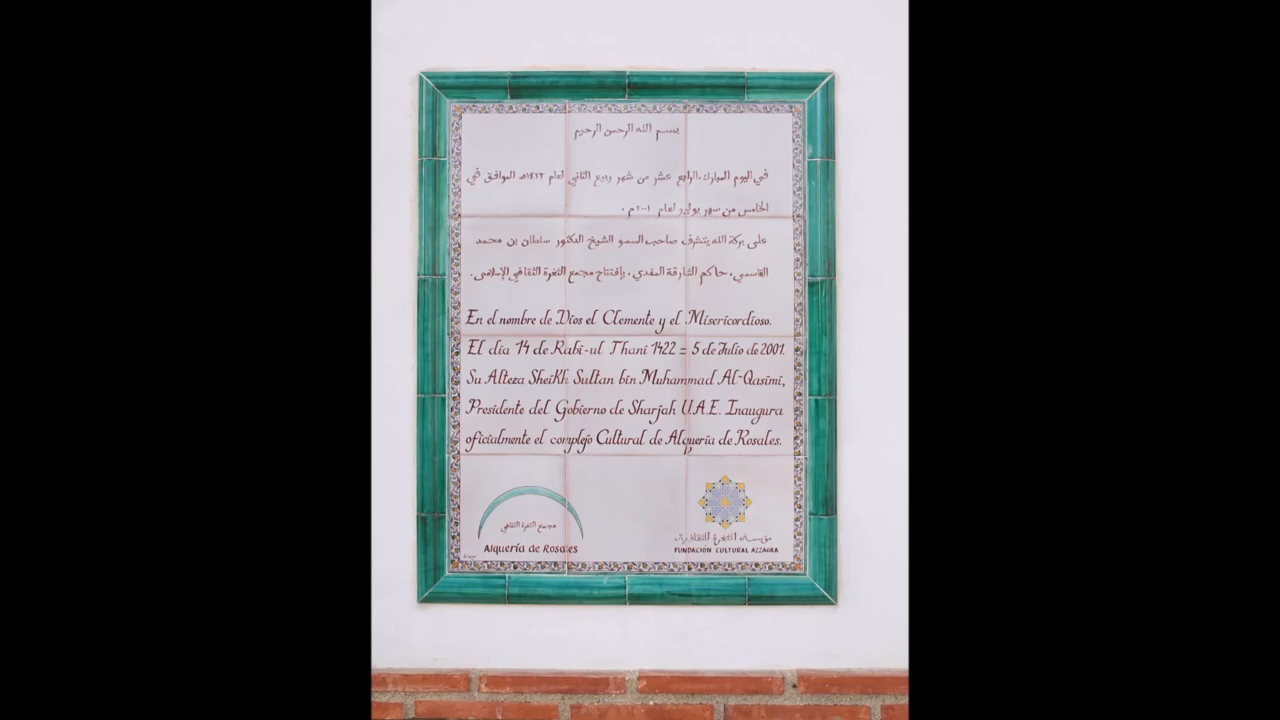 بسم الله الرحمن الرحيم
في اليوم المبارك، الرابع عشر من شهر ربيع الثاني لعام ١٤٢٢هـ الموافق في
الخامس من شهر يوليو لعام ٢٠٠١م.
على بركة الله يتشرف صاحب السمو الشيخ الدكتور سلطان بن محمد
القاسمي، حاكم الشارقة المفدي، بإفتتاح مجمع الثغرة الثقافي الإسلامي.
En el nombre de Dios el Clemente y el Misericordioso.
El día 14 de Rabi-ul Thani 1422 = 5 de Julio de 2001.
Su Alteza SheiKh Sultan bin Muhammad Al-Qasimi,
Presidente del Gobierno de Sharjah U.A.E. Inaugura
oficialmente el complejo Cultural de Alquería de Rosales.
مجمع الثغرة الثقافي
Alquería de Rosales
مؤسسة الثغرة الثقافية
FUNDACIÓN CULTURAL AZZAGRA